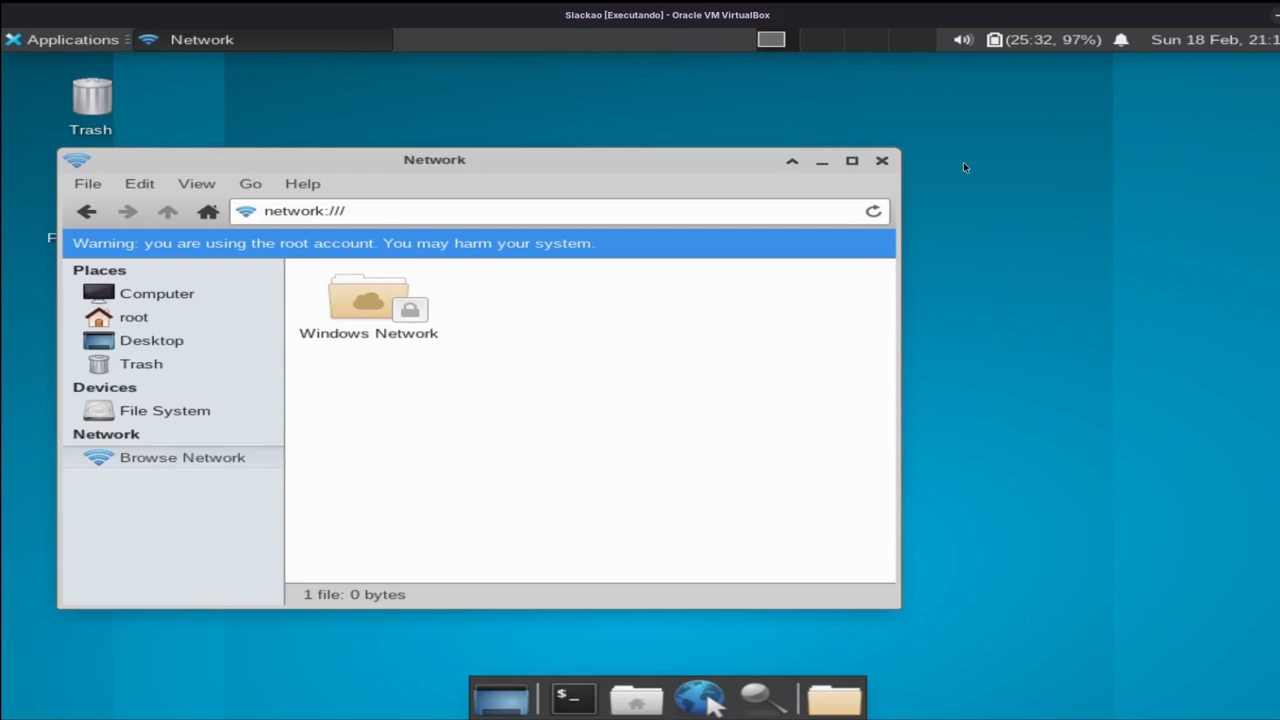 Slackao [Executando] - Oracle VM VirtualBox
Applications Network (25:32, 97%) Sun 18 Feb, 21:1
Trash
Network
File Edit View Go Help
network:///
F
Warning: you are using the root account. You may harm your system.
Places
Computer
root
Desktop
Trash
Devices
File System
Network
Browse Network
Windows Network
1 file: 0 bytes
$_